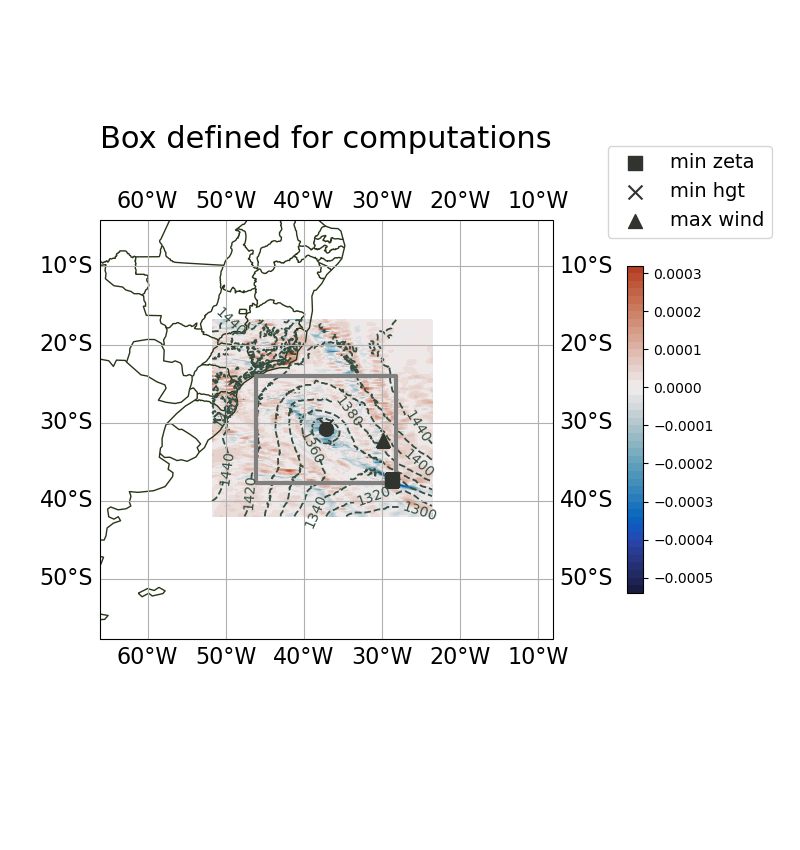 Box defined for computations
min zeta
min hgt
max wind
60°W 50°W 40°W 30°W 20°W 10°W
10°S 10°S
20°S 20°S
30°S 30°S
40°S 40°S
50°S 50°S
60°W 50°W 40°W 30°W 20°W 10°W
1440
1380
1440
1360
1400
1440
1420
1320
1340
1300
0.0003
0.0002
0.0001
0.0000
−0.0001
−0.0002
−0.0003
−0.0004
−0.0005